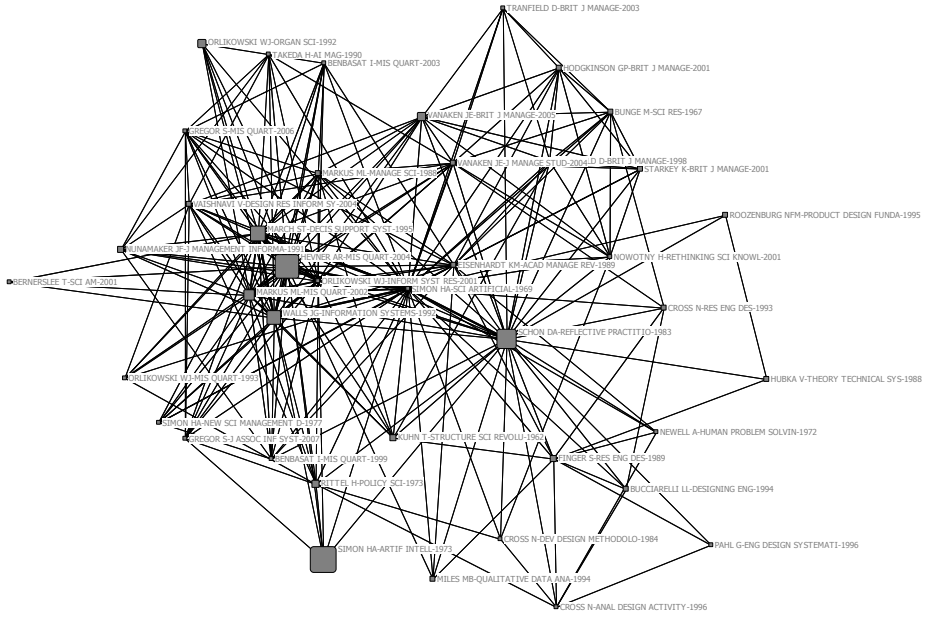 TRANFIELD D-BRIT J MANAGE-2003
ORLIKOWSKI WJ-ORGAN SCI-1992
TAKEDA H-AI MAG-1990
BENBASAT I-MIS QUART-2003
HODGKINSON GP-BRIT J MANAGE-2001
BUNGE M-SCI RES-1967
VANAKEN JE-BRIT J MANAGE-2005
GREGOR S-MIS QUART-2006
VANAKEN JE-J MANAGE STUD-2004
D D-BRIT J MANAGE-1998
STARKEY K-BRIT J MANAGE-2001
MARKUS ML-MANAGE SCI-1988
VAISHNAVI V-DESIGN RES INFORM SY-2004
ROOZENBURG NFM-PRODUCT DESIGN FUNDA-1995
MARCH ST-DECIS SUPPORT SYST-1995
NUNAMAKER JF-J MANAGEMENT INFORMA-1991
HEVNER AR-MIS QUART-2004
NOWOTNY H-RETHINKING SCI KNOWL-2001
EISENHARDT KM-ACAD MANAGE REV-1989
BERNERSLEE T-SCI AM-2001
ORLIKOWSKI WJ-INFORM SYST RES-2001
SIMON HA-SCI ARTIFICIAL-1969
MARKUS ML-MIS QUART-2002
CROSS N-RES ENG DES-1993
WALLS JG-INFORMATION SYSTEMS-1992
SCHON DA-REFLECTIVE PRACTITIO-1983
ORLIKOWSKI WJ-MIS QUART-1993
HUBKA V-THEORY TECHNICAL SYS-1988
SIMON HA-NEW SCI MANAGEMENT D-1977
NEWELL A-HUMAN PROBLEM SOLVIN-1972
GREGOR S-J ASSOC INF SYST-2007
KUHN T-STRUCTURE SCI REVOLU-1962
BENBASAT I-MIS QUART-1999
FINGER S-RES ENG DES-1989
RITTEL H-POLICY SCI-1973
BUCCIARELLI LL-DESIGNING ENG-1994
CROSS N-DEV DESIGN METHODOLO-1984
PAHL G-ENG DESIGN SYSTEMATI-1996
SIMON HA-ARTIF INTELL-1973
MILES MB-QUALITATIVE DATA ANA-1994
CROSS N-ANAL DESIGN ACTIVITY-1996